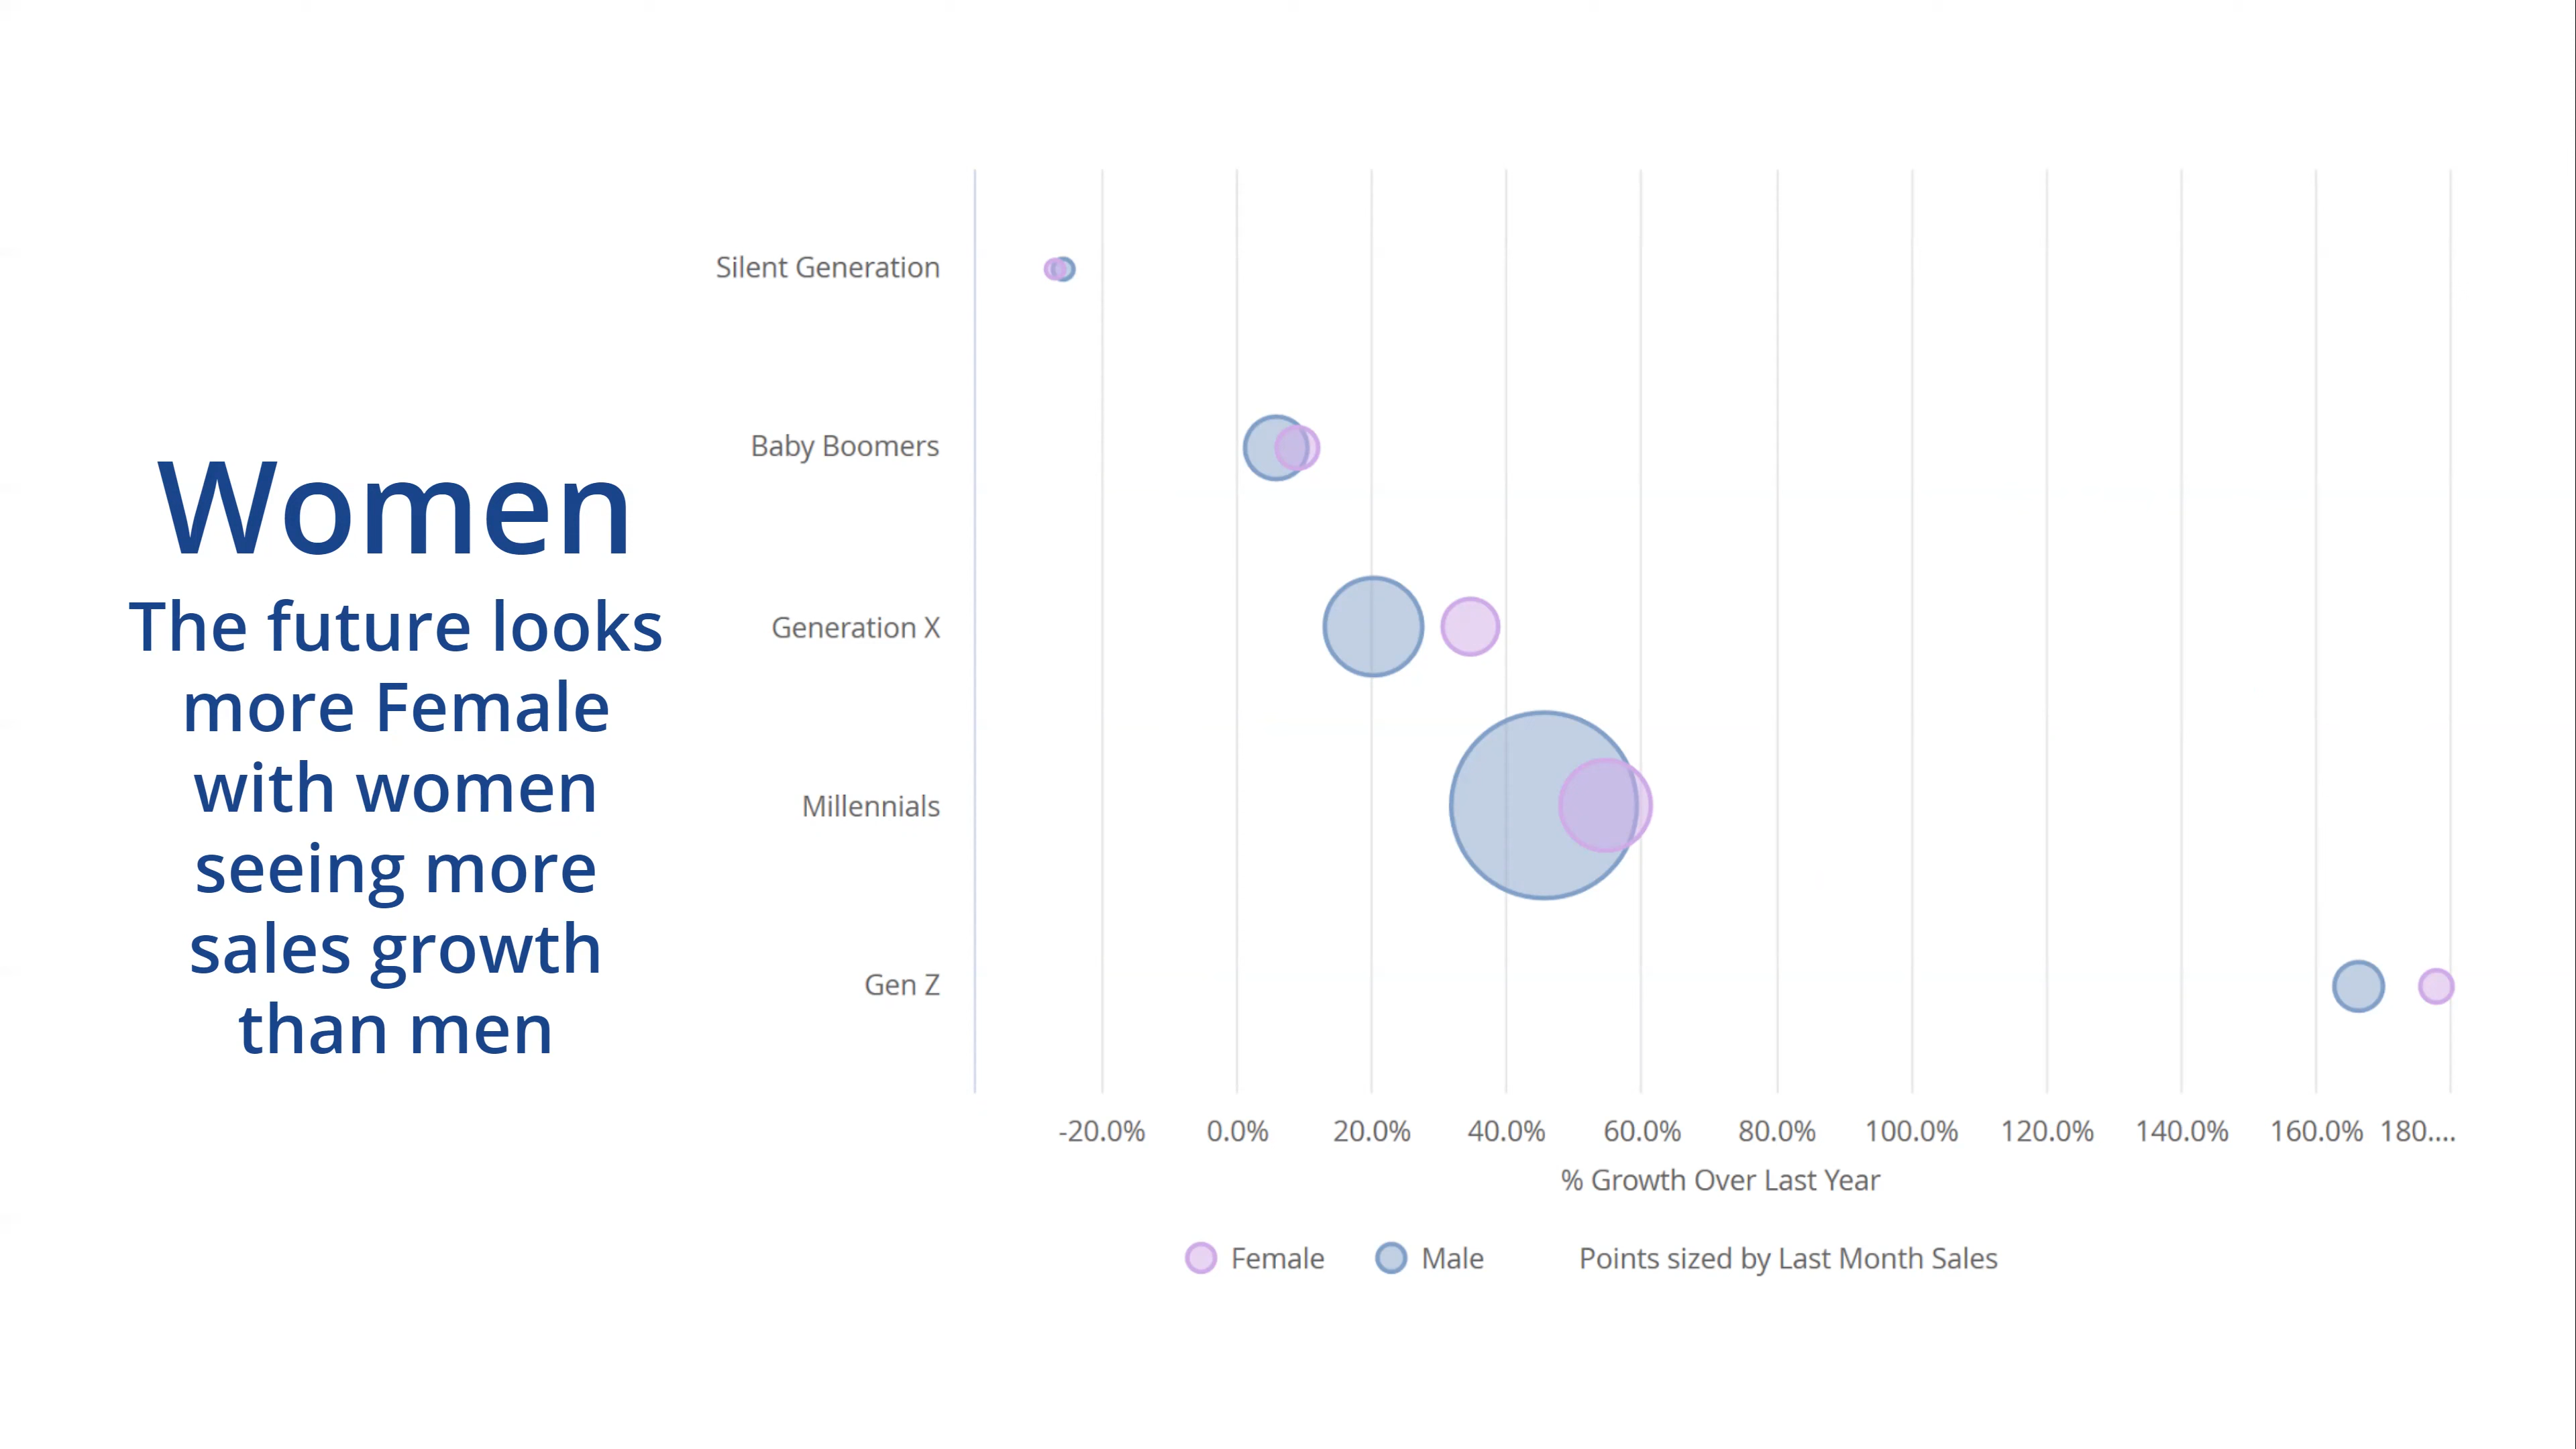 Women
The future looks
more Female
with women
seeing more
sales growth
than men
Silent Generation
Baby Boomers
Generation X
Millennials
Gen Z
-20.0% 0.0% 20.0% 40.0% 60.0% 80.0% 100.0% 120.0% 140.0% 160.0% 180....
% Growth Over Last Year
Female Male Points sized by Last Month Sales